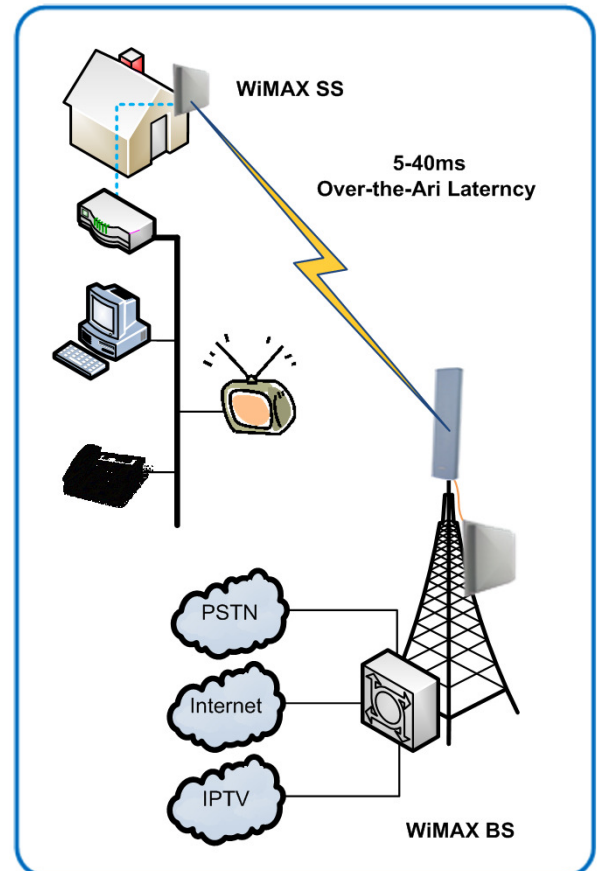 WiMAX SS
5-40ms
Over-the-Ari Laterncy
PSTN
Internet
IPTV
WiMAX BS